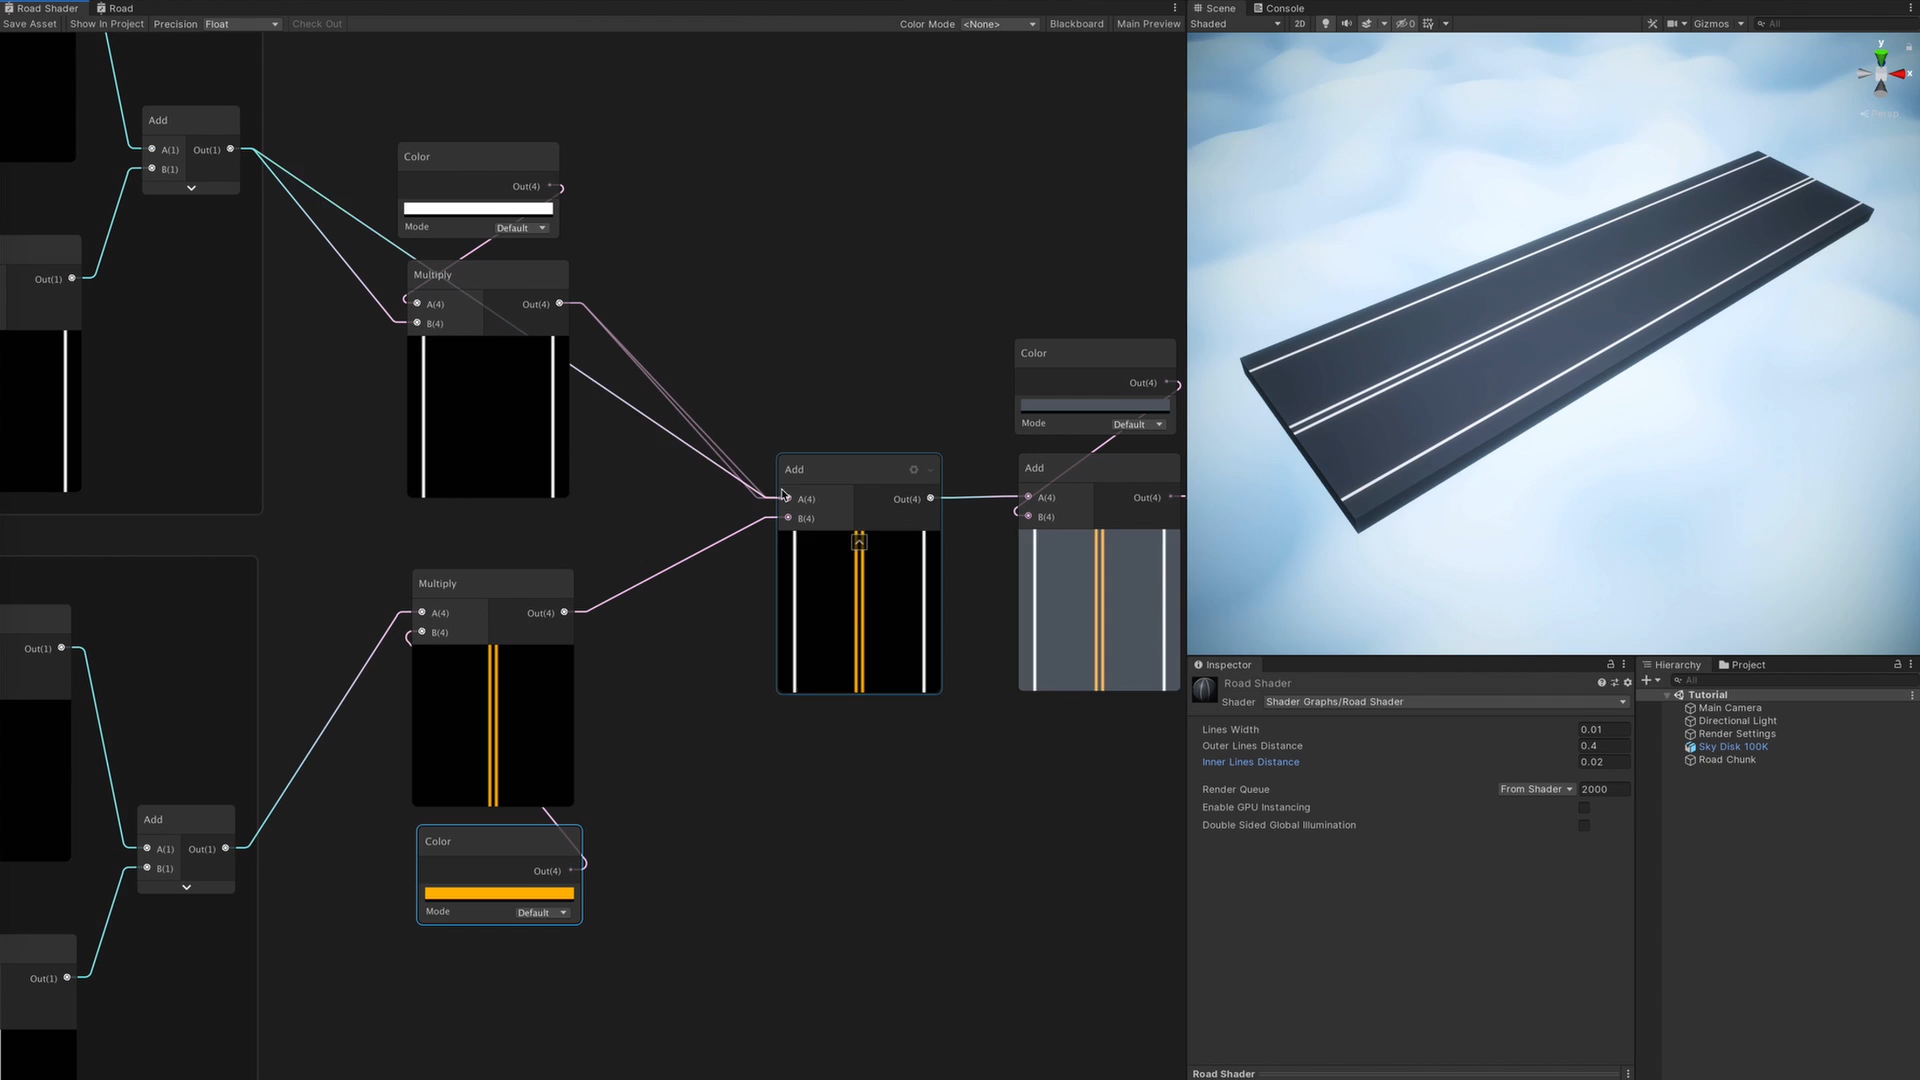 Road Shader
Road
Save Asset
Show In Project
Precision
Float
Check Out
Color Mode
<None>
Blackboard
Main Preview
Add
A(1)
Out(1)
B(1)
Out(1)
Color
Out(4)
Mode
Default
Multiply
A(4)
Out(4)
B(4)
Color
Out(4)
Mode
Default
Add
A(4)
Out(4)
B(4)
Add
A(4)
Out(4)
B(4)
Multiply
A(4)
Out(4)
B(4)
Out(1)
Add
A(1)
Out(1)
B(1)
Color
Out(4)
Mode
Default
Out(1)
Scene
Console
Shaded
2D
0
Gizmos
All
y
x
Persp
Inspector
Road Shader
Shader
Shader Graphs/Road Shader
Lines Width
0.01
Outer Lines Distance
0.4
Inner Lines Distance
0.02
Render Queue
From Shader
2000
Enable GPU Instancing
Double Sided Global Illumination
Road Shader
Hierarchy
Project
All
Tutorial
Main Camera
Directional Light
Render Settings
Sky Disk 100K
Road Chunk